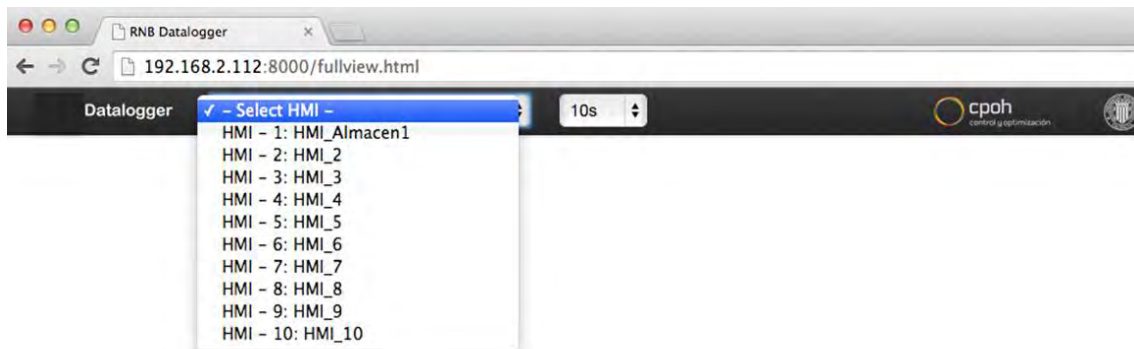 RNB Datalogger
192.168.2.112:8000/fullview.html
Datalogger ✓ – Select HMI – 10s cpoh
control y optimización
HMI – 1: HMI_Almacen1
HMI – 2: HMI_2
HMI – 3: HMI_3
HMI – 4: HMI_4
HMI – 5: HMI_5
HMI – 6: HMI_6
HMI – 7: HMI_7
HMI – 8: HMI_8
HMI – 9: HMI_9
HMI – 10: HMI_10